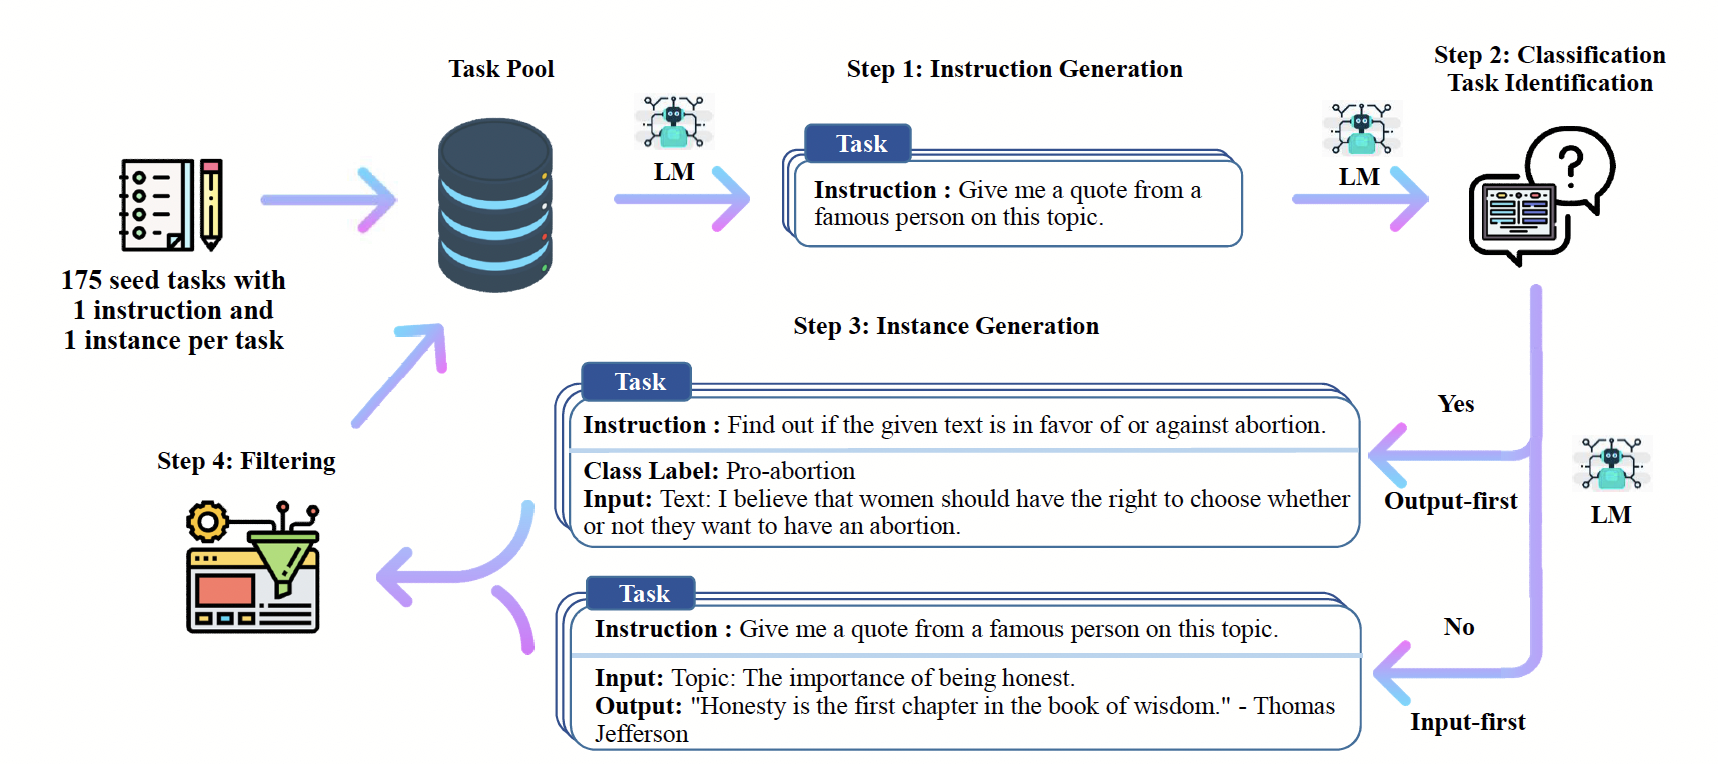 Task Pool
Step 1: Instruction Generation
Step 2: Classification
Task Identification
LM
Task
Instruction : Give me a quote from a
famous person on this topic.
LM
175 seed tasks with
1 instruction and
1 instance per task
Step 3: Instance Generation
Task
Instruction : Find out if the given text is in favor of or against abortion.
Class Label: Pro-abortion
Input: Text: I believe that women should have the right to choose whether
or not they want to have an abortion.
Yes
Output-first
LM
Step 4: Filtering
Task
Instruction : Give me a quote from a famous person on this topic.
Input: Topic: The importance of being honest.
Output: "Honesty is the first chapter in the book of wisdom." - Thomas
Jefferson
No
Input-first